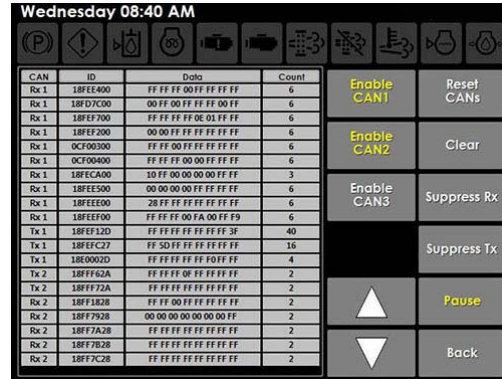 Wednesday 08:40 AM
(P)
CAN ID Data Count
Rx 1 18FEE400 FF FF FF 00 FF FF FF FF 6
Rx 1 18FD7C00 00 FF 00 FF FF FF 00 FF 6
Rx 1 18FEF700 FF FF FF FF 0E 01 FF FF 6
Rx 1 18FEF200 00 00 FF FF FF FF FF FF 6
Rx 1 0CF00300 FF FF 00 FF FF FF FF FF 6
Rx 1 0CF00400 FF FF FF 00 00 FF FF FF 6
Rx 1 18FECA00 10 FF 00 00 00 00 FF FF 3
Rx 1 18FEE500 00 00 00 00 FF FF FF FF 6
Rx 1 18FEEE00 28 FF FF FF FF FF FF FF 6
Rx 1 18FEEF00 FF FF FF 00 FA 00 FF F9 6
Tx 1 18FEF12D FF FF FF FF FF FF FF 3F 40
Tx 1 18FEFC27 FF 5D FF FF FF FF FF FF 16
Tx 1 18E0002D FF FF FF FF FF F0 FF FF 4
Tx 2 18FFF62A FF FF FF 0F FF FF FF FF 2
Tx 2 18FFF72A FF FF FF FF FF FF FF FF 2
Rx 2 18FF1828 FF FF 00 FF FF FF FF FF 2
Rx 2 18FF7928 00 00 00 00 00 00 00 FF 2
Rx 2 18FF7A28 FF FF FF FF FF FF FF FF 2
Rx 2 18FF7B28 FF FF FF FF FF FF FF FF 2
Rx 2 18FF7C28 FF FF FF FF FF FF FF FF 2
Enable
CAN1
Reset
CANs
Enable
CAN2
Clear
Enable
CAN3
Suppress Rx
Suppress Tx
Pause
Back